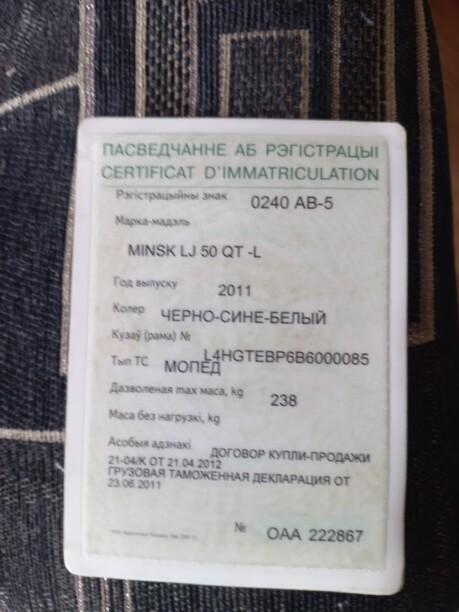 ПАСВЕДЧАННЕ АБ РЭГІСТРАЦЫІ
CERTIFICAT D'IMMATRICULATION
Рэгістрацыйны знак 0240 АВ-5
Марка-мадэль
MINSK LJ 50 QT -L
Год выпуску 2011
Колер ЧЕРНО-СИНЕ-БЕЛЫЙ
Кузаў (рама) №
L4HGTEBP6B6000085
Тып ТС МОПЕД
Дазволеная max маса, kg 238
Маса без нагрузкі, kg
Асобыя адзнакі ДОГОВОР КУПЛИ-ПРОДАЖИ
21-04/К ОТ 21.04.2012
ГРУЗОВАЯ ТАМОЖЕННАЯ ДЕКЛАРАЦИЯ ОТ
23.06.2011
№ ОАА 222867